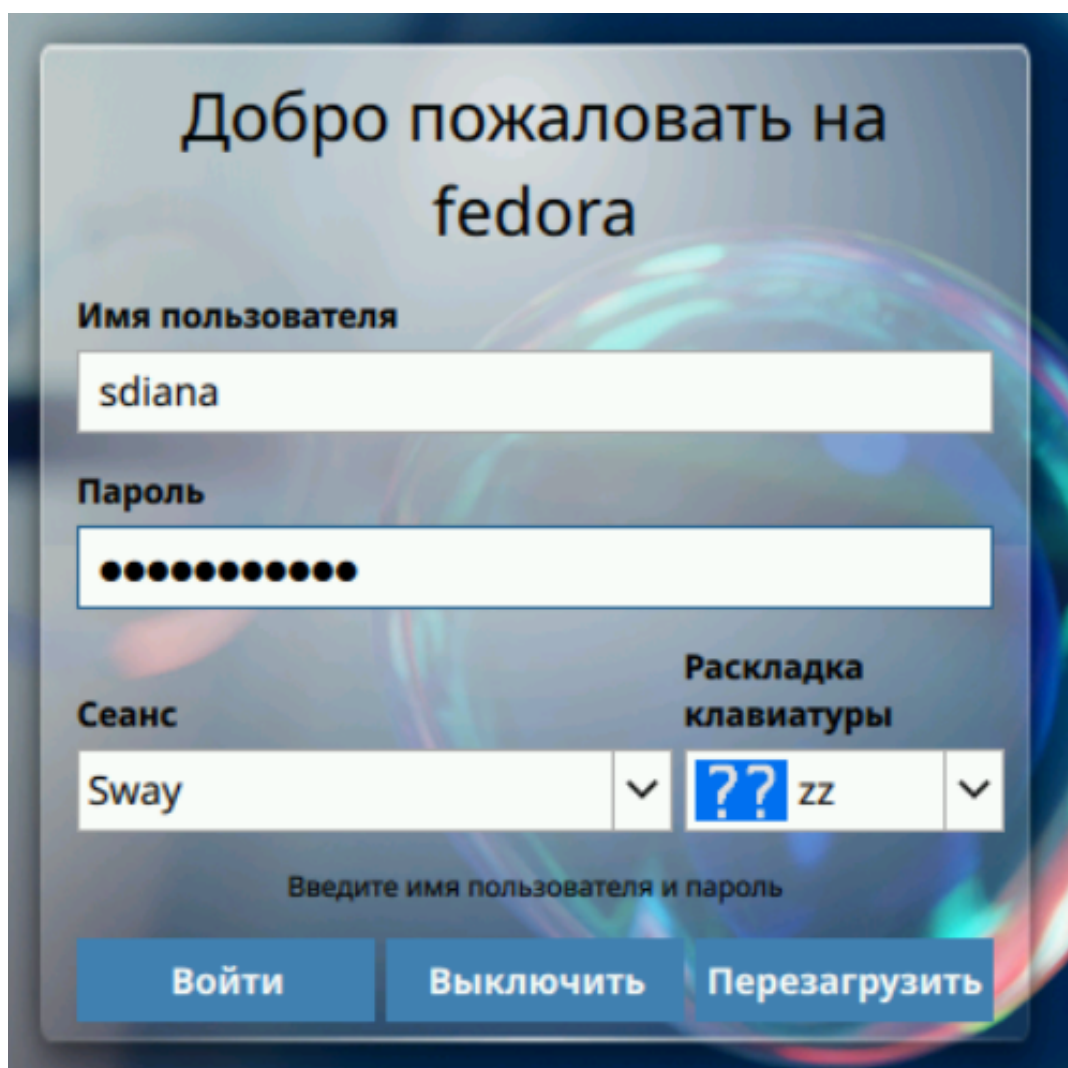 Добро пожаловать на
fedora
Имя пользователя
sdiana
Пароль
●●●●●●●●●●●
Раскладка
клавиатуры
Сеанс
Sway
?? zz
Введите имя пользователя и пароль
Войти Выключить Перезагрузить